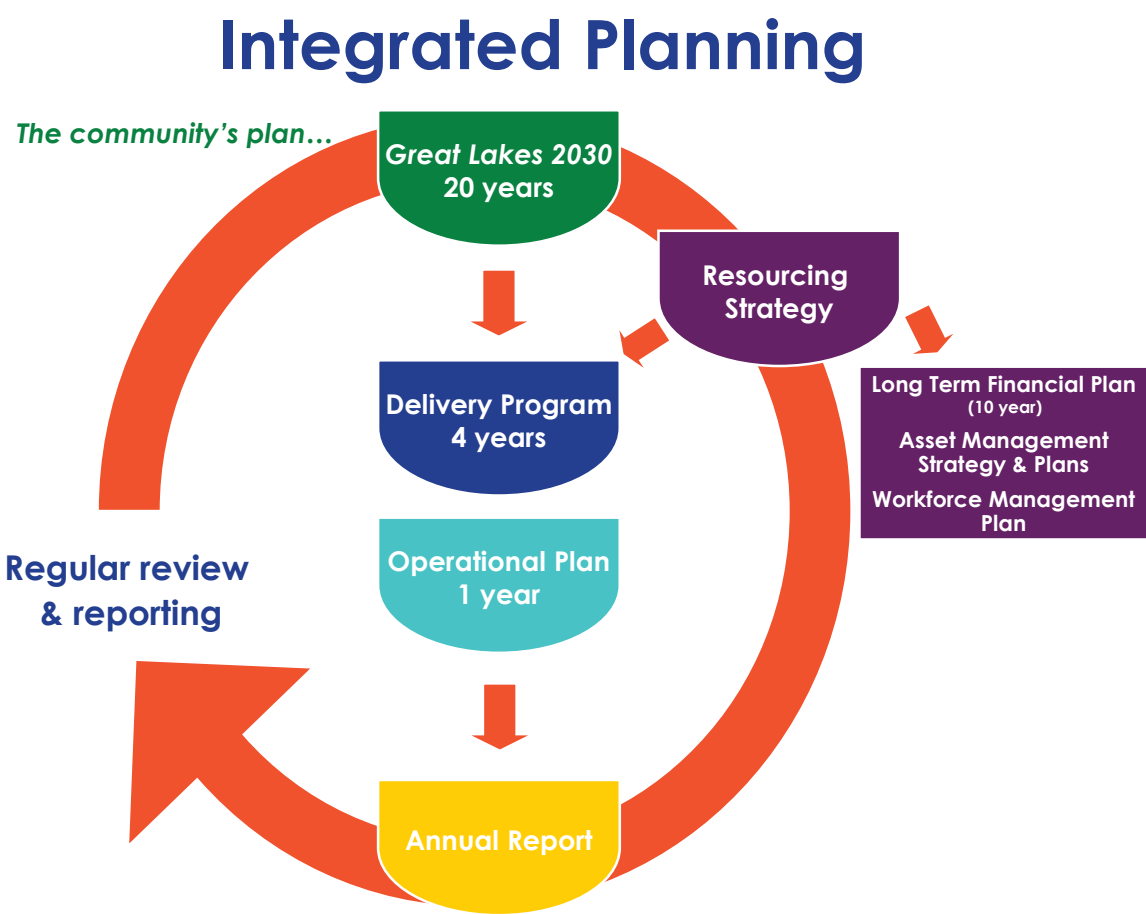 Integrated Planning
The community's plan…
Great Lakes 2030
20 years
Resourcing
Strategy
Delivery Program
4 years
Long Term Financial Plan
(10 year)
Asset Management
Strategy & Plans
Workforce Management
Plan
Operational Plan
1 year
Regular review
& reporting
Annual Report